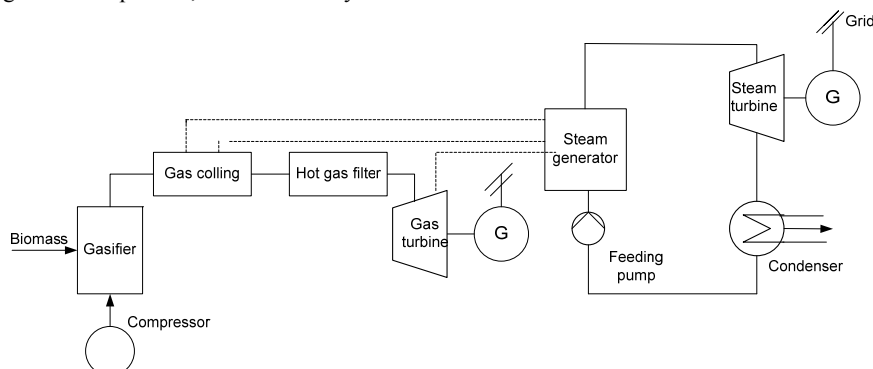 Grid
Steam
turbine
G
Steam
generator
Gas colling
Hot gas filter
Biomass
Gasifier
Gas
turbine
G
Feeding
pump
Condenser
Compressor